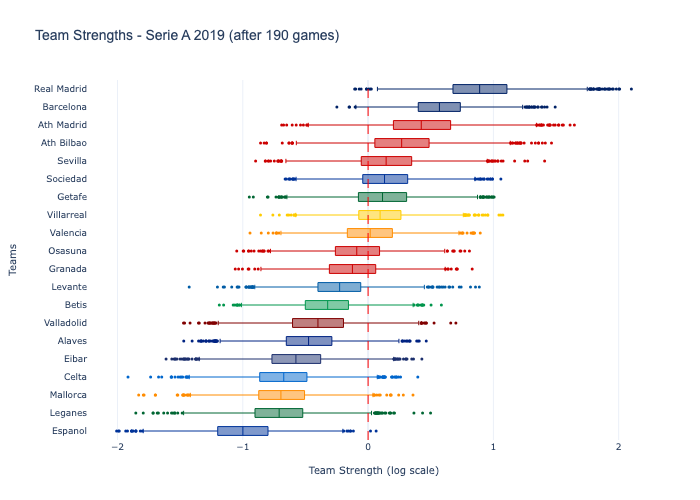 Team Strengths - Serie A 2019 (after 190 games)
Real Madrid
Barcelona
Ath Madrid
Ath Bilbao
Sevilla
Sociedad
Getafe
Villarreal
Valencia
Osasuna
Granada
Levante
Betis
Valladolid
Alaves
Eibar
Celta
Mallorca
Leganes
Espanol
Teams
−2 −1 0 1 2
Team Strength (log scale)